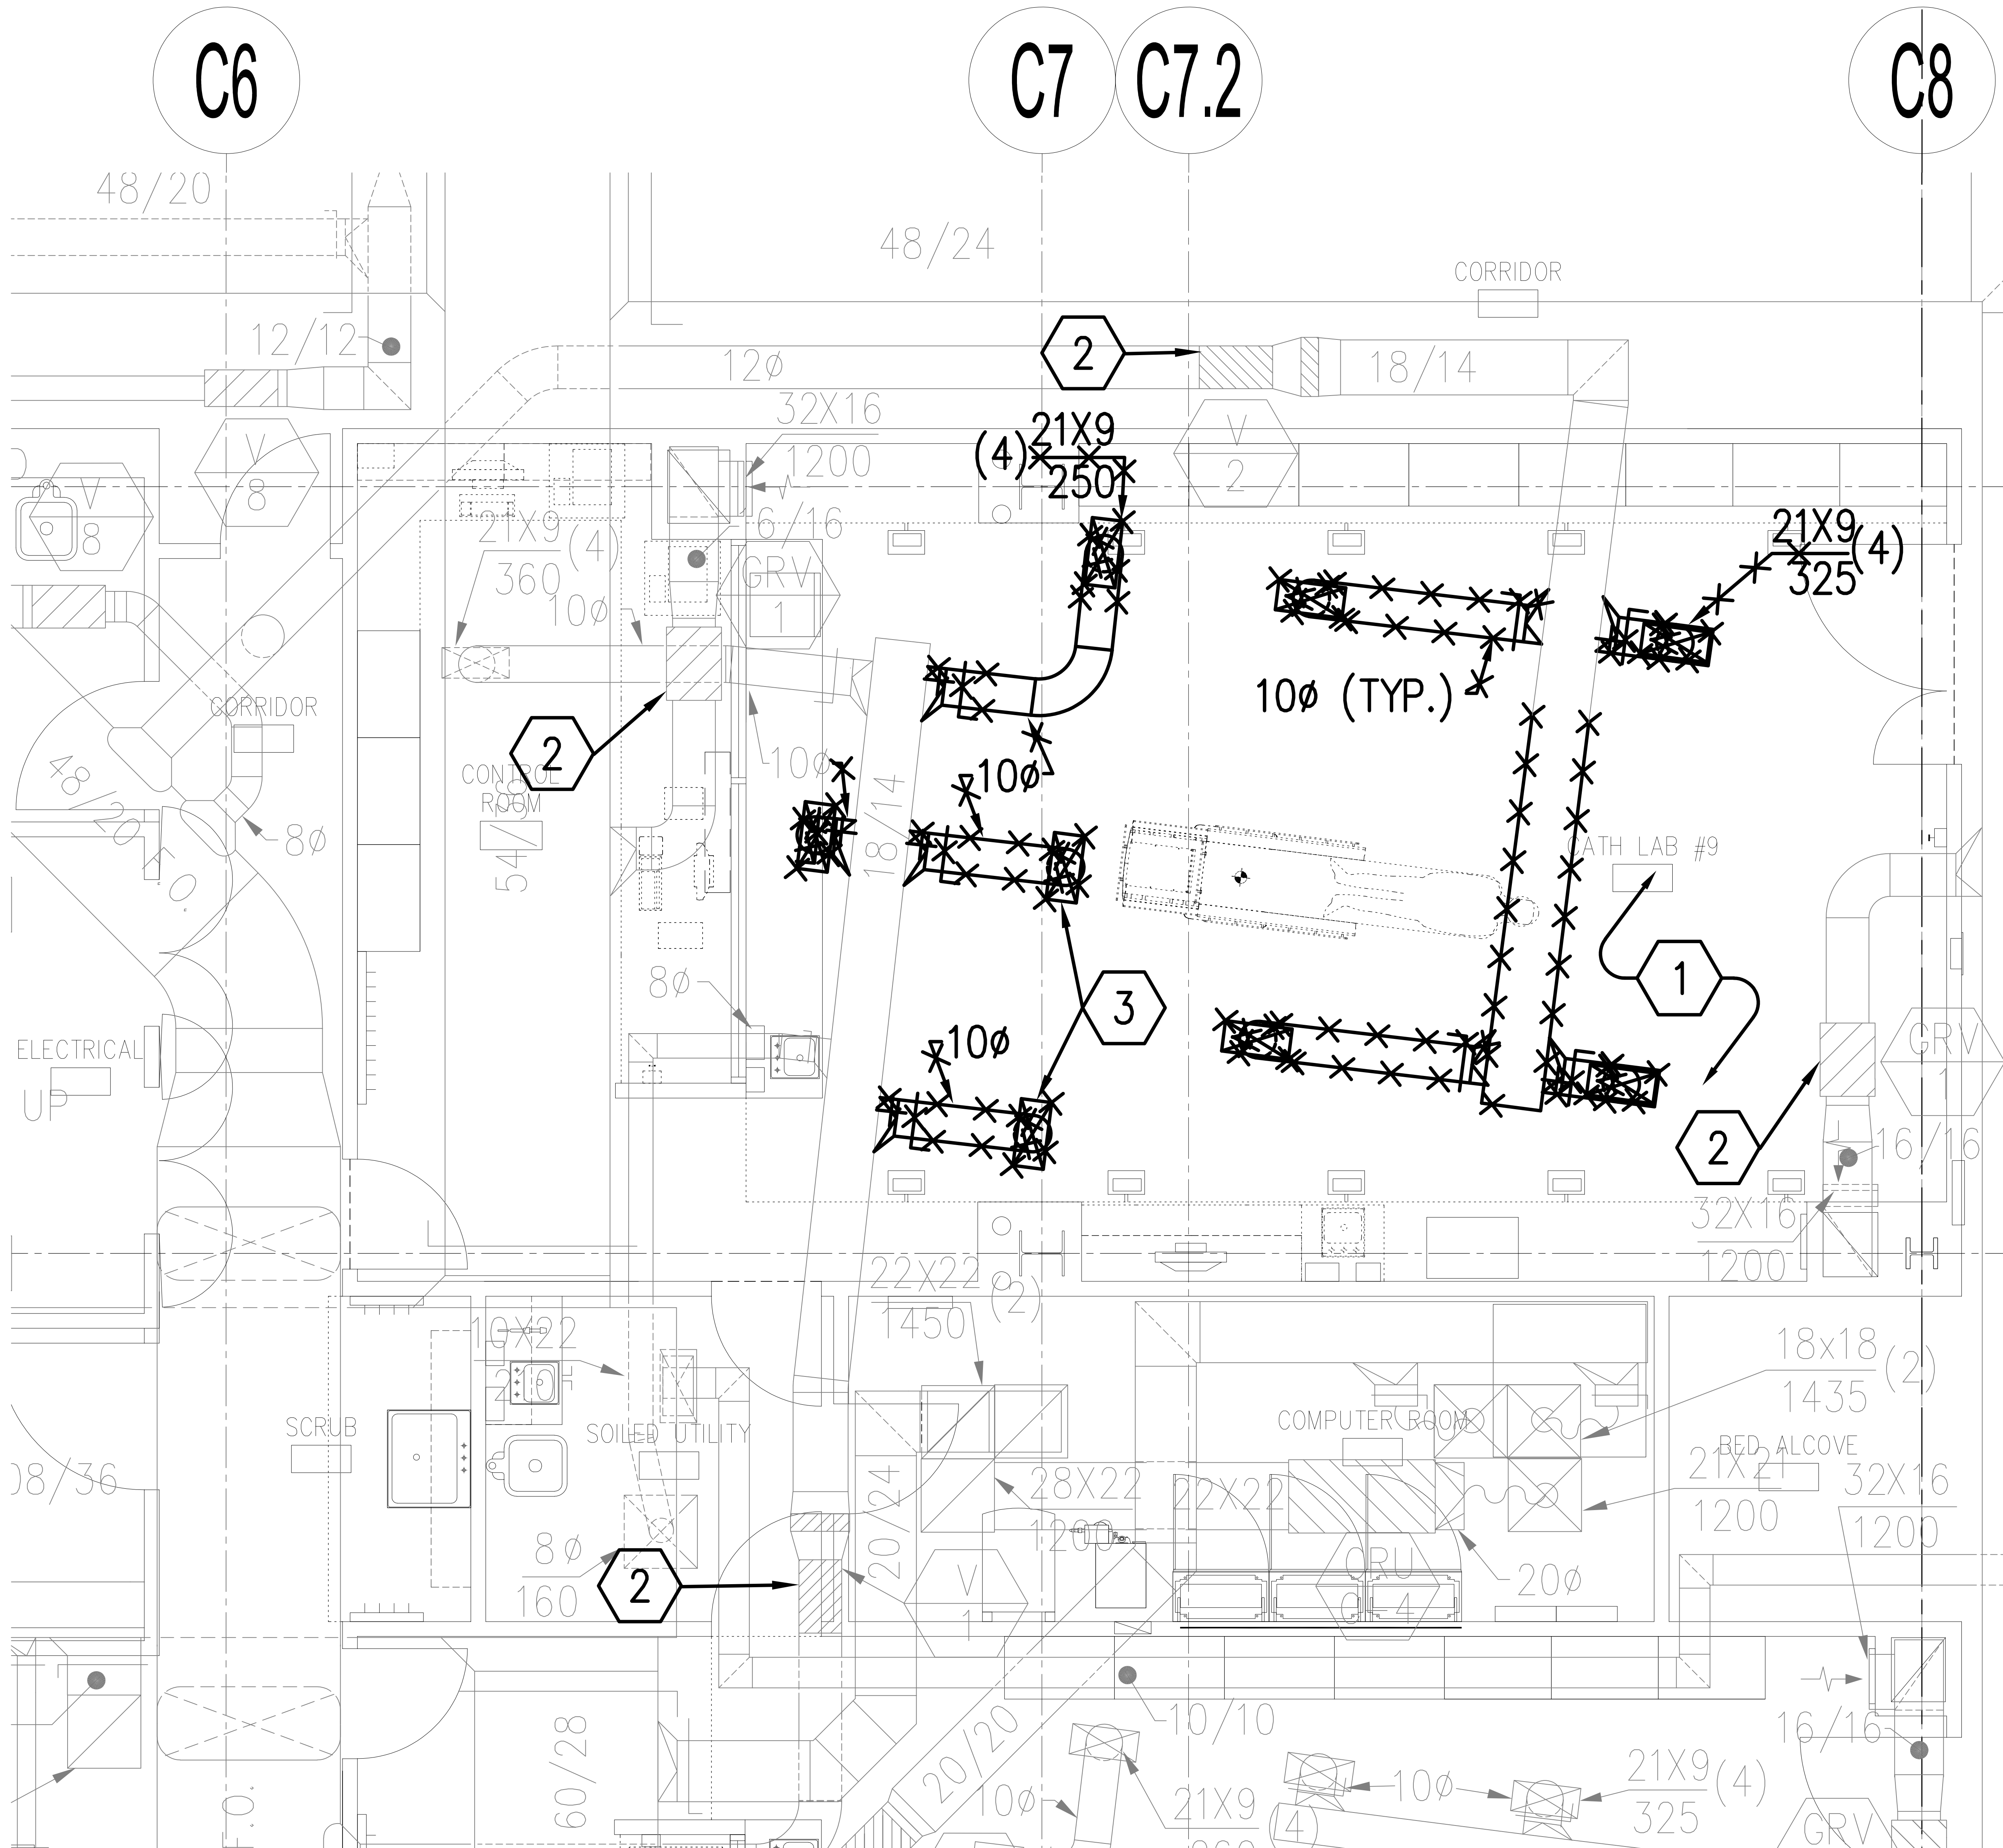 C6
C7
C7.2
C8
48/20
48/24
CORRIDOR
12/12
12ø
2
18/14
32X16
1200
21X9
(4)
250
V
8
V
8
V
2
21X9
(4)
360
10ø
16/16
GRV
1
21X9
(4)
325
10ø (TYP.)
CORRIDOR
2
CONTROL
ROOM
10ø
10ø
18/14
48/20
8ø
CATH LAB #9
8ø
3
1
10ø
ELECTRICAL
UP
GRV
1
2
16/16
32X16
1200
22X22
(2)
1450
10X22
210
18x18
(2)
1435
SCRUB
SOILED UTILITY
COMPUTER ROOM
BED ALCOVE
21X21
1200
32X16
1200
28X22
1200
22X22
20/24
8ø
160
2
V
1
CRU
C-4
20ø
10/10
20/20
60/28
16/16
10ø
21X9
(4)
10ø
21X9
(4)
325
GRV